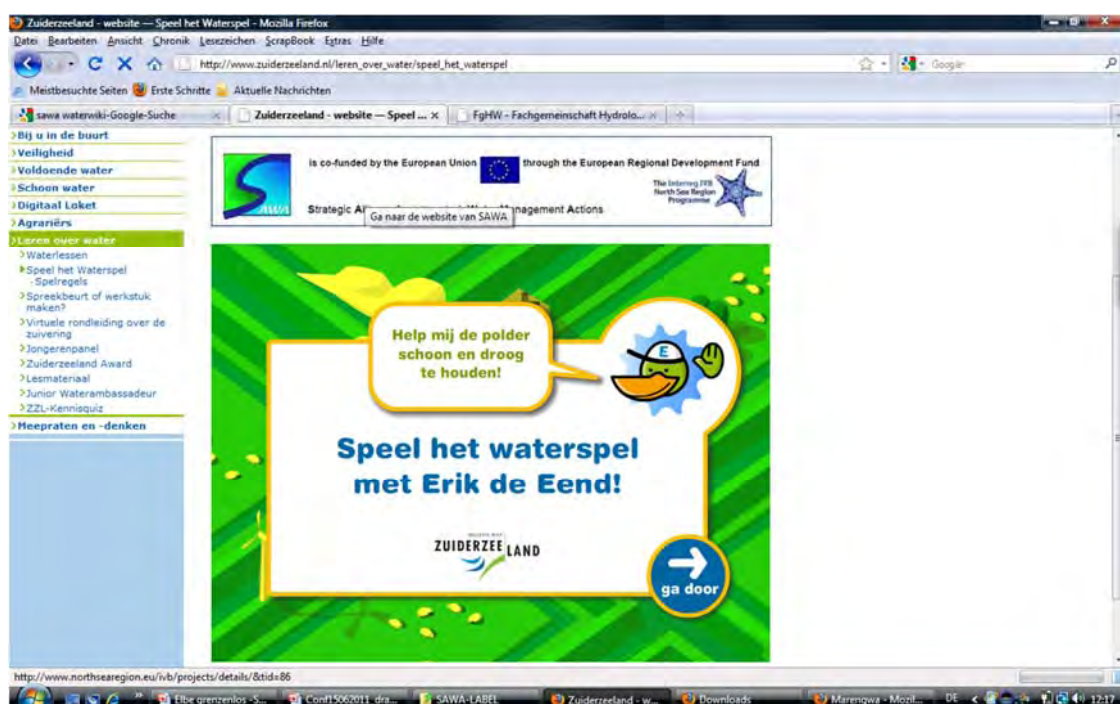 Zuiderzeeland - website — Speel het Waterspel - Mozilla Firefox
Datei Bearbeiten Ansicht Chronik Lesezeichen ScrapBook Extras Hilfe
http://www.zuiderzeeland.nl/leren_over_water/speel_het_waterspel
Google
Meistbesuchte Seiten Erste Schritte Aktuelle Nachrichten
sawa waterwiki-Google-Suche
Zuiderzeeland - website — Speel ...
FgHW - Fachgemeinschaft Hydrolo...
Bij u in de buurt
Veiligheid
Voldoende water
Schoon water
Digitaal Loket
Agrariërs
Leren over water
Waterlessen
Speel het Waterspel
- Spelregels
Spreekbeurt of werkstuk
maken?
Virtuele rondleiding over de
zuivering
Jongerenpanel
Zuiderzeeland Award
Lesmateriaal
Junior Waterambassadeur
ZZL-Kennisquiz
Meepraten en -denken
SAWA
is co-funded by the European Union through the European Regional Development Fund
The Interreg IVB
North Sea Region
Programme
Strategic Al nagement Actions
Ga naar de website van SAWA
Help mij de polder
schoon en droog
te houden!
E
Speel het waterspel
met Erik de Eend!
ZUIDERZEELAND
ga door
http://www.northsearegion.eu/ivb/projects/details/&tid=86
Elbe grenzenlos -S...
Conf15062011_dra...
SAWA-LABEL
Zuiderzeeland - w...
Downloads
Marengwa - Mozil...
DE
12:17